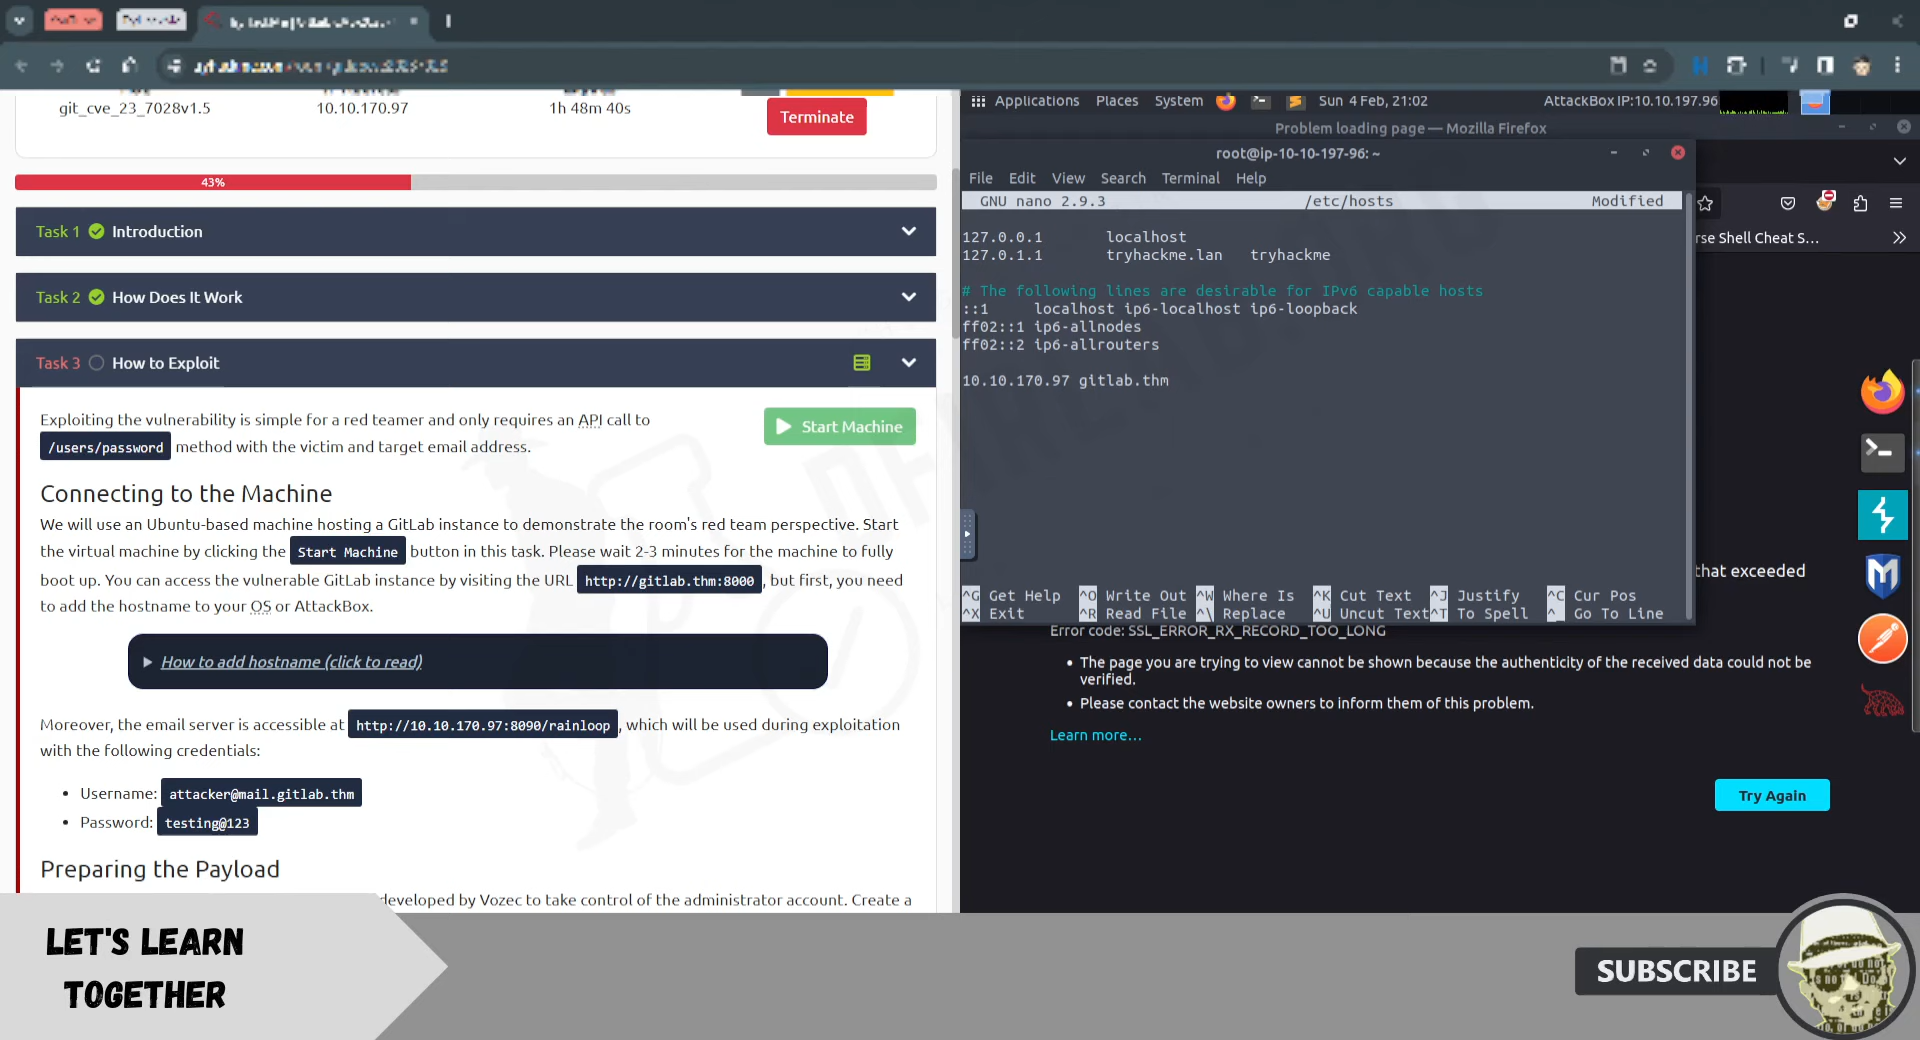 git_cve_23_7028v1.5
10.10.170.97
1h 48m 40s
Terminate
43%
Task 1 Introduction
Task 2 How Does It Work
Task 3 How to Exploit
Exploiting the vulnerability is simple for a red teamer and only requires an API call to
/users/password method with the victim and target email address.
Start Machine
Connecting to the Machine
We will use an Ubuntu-based machine hosting a GitLab instance to demonstrate the room's red team perspective. Start
the virtual machine by clicking the Start Machine button in this task. Please wait 2-3 minutes for the machine to fully
boot up. You can access the vulnerable GitLab instance by visiting the URL http://gitlab.thm:8000, but first, you need
to add the hostname to your OS or AttackBox.
How to add hostname (click to read)
Moreover, the email server is accessible at http://10.10.170.97:8090/rainloop, which will be used during exploitation
with the following credentials:
• Username: attacker@mail.gitlab.thm
• Password: testing@123
Preparing the Payload
developed by Vozec to take control of the administrator account. Create a
Applications Places System Sun 4 Feb, 21:02 AttackBox IP:10.10.197.96
Problem loading page — Mozilla Firefox
root@ip-10-10-197-96: ~
File Edit View Search Terminal Help
GNU nano 2.9.3 /etc/hosts Modified
127.0.0.1 localhost
127.0.1.1 tryhackme.lan tryhackme
# The following lines are desirable for IPv6 capable hosts
::1 localhost ip6-localhost ip6-loopback
ff02::1 ip6-allnodes
ff02::2 ip6-allrouters
10.10.170.97 gitlab.thm
^G Get Help ^O Write Out ^W Where Is ^K Cut Text ^J Justify ^C Cur Pos
^X Exit ^R Read File ^\ Replace ^U Uncut Text ^T To Spell ^_ Go To Line
rse Shell Cheat S…
that exceeded
Error code: SSL_ERROR_RX_RECORD_TOO_LONG
• The page you are trying to view cannot be shown because the authenticity of the received data could not be
verified.
• Please contact the website owners to inform them of this problem.
Learn more…
Try Again
LET'S LEARN
TOGETHER
SUBSCRIBE